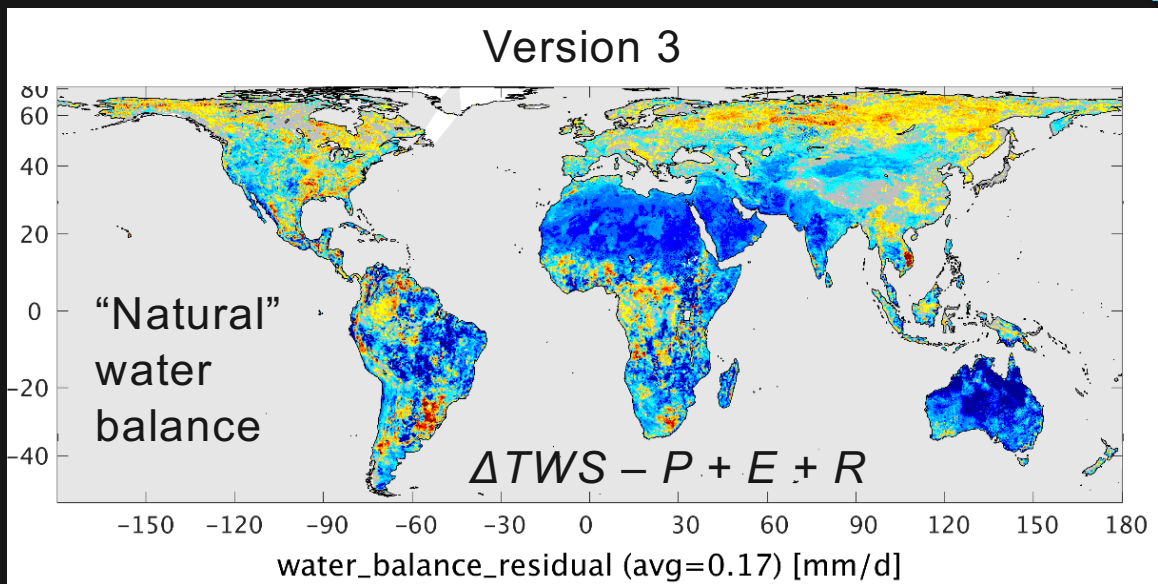 Version 3
80
60
40
20
0
−20
−40
“Natural”
water
balance
ΔTWS – P + E + R
−150 −120 −90 −60 −30 0 30 60 90 120 150 180
water_balance_residual (avg=0.17) [mm/d]